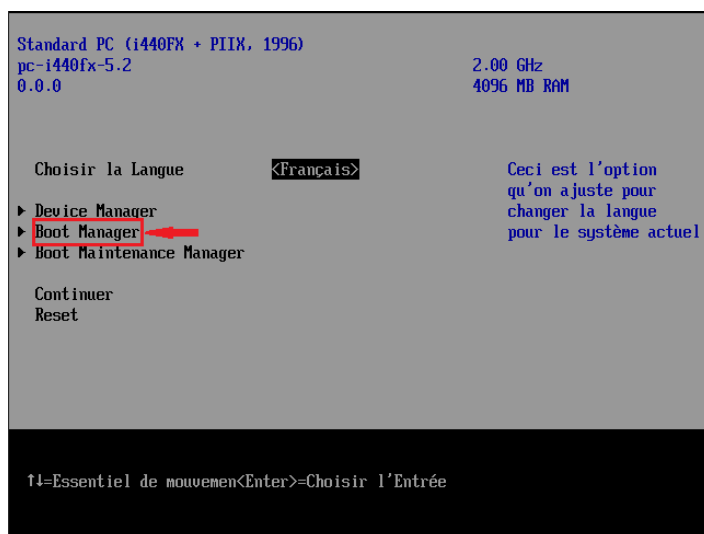 Standard PC (i440FX + PIIX, 1996)
pc-i440fx-5.2
2.00 GHz
0.0.0
4096 MB RAM
Choisir la Langue
<Français>
Ceci est l'option
qu'on ajuste pour
changer la langue
pour le système actuel
▶ Device Manager
▶ Boot Manager
▶ Boot Maintenance Manager
Continuer
Reset
↑↓=Essentiel de mouvemen<Enter>=Choisir l'Entrée